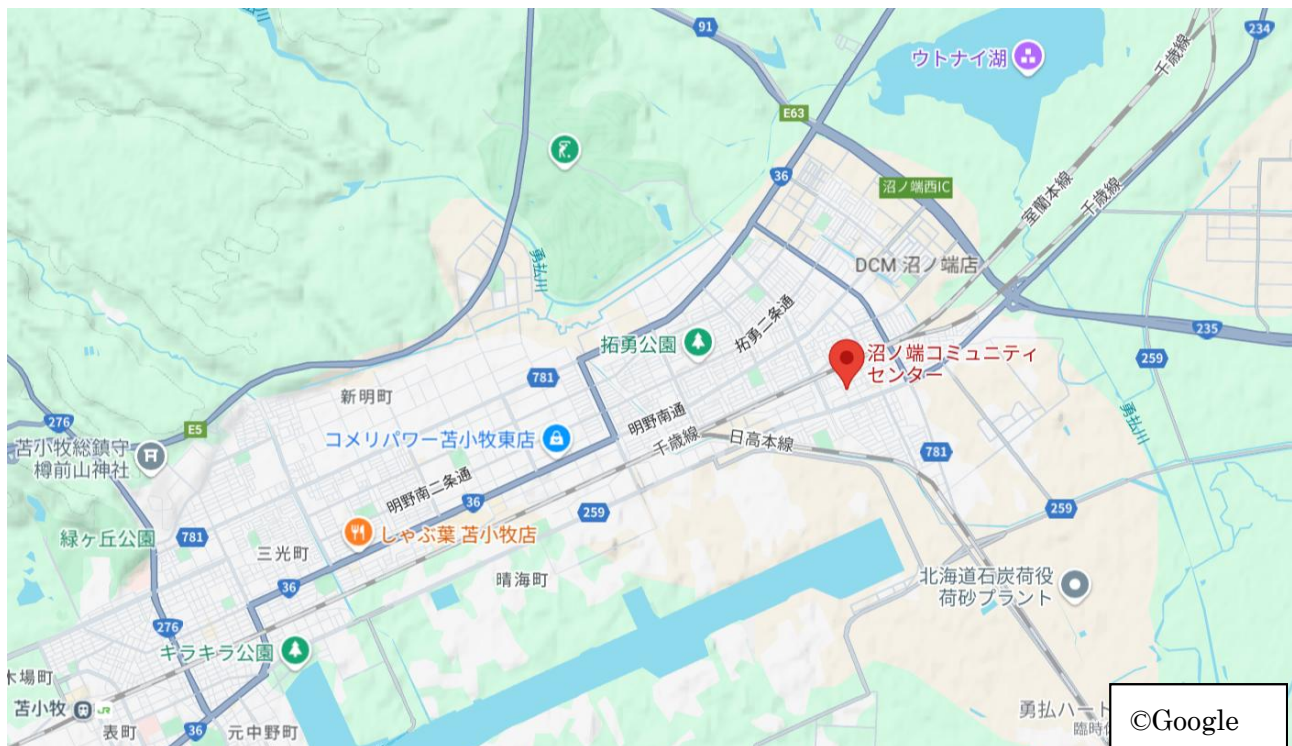 91
234
ウトナイ湖
千歳線
E63
36
沼ノ端西IC
室蘭本線
千歳線
勇払川
DCM 沼ノ端店
拓勇二条通
235
拓勇公園
沼ノ端コミュニティ
センター
259
781
新明町
276
E5
苫小牧総鎮守
樽前山神社
コメリパワー苫小牧東店
明野南通
千歳線
日高本線
勇払川
781
明野南二条通
36
259
259
緑ヶ丘公園
781
三光町
しゃぶ葉 苫小牧店
晴海町
北海道石炭荷役
荷砂プラント
36
276
キラキラ公園
木場町
苫小牧
JR
表町
36
元中野町
勇払ハート
©Google